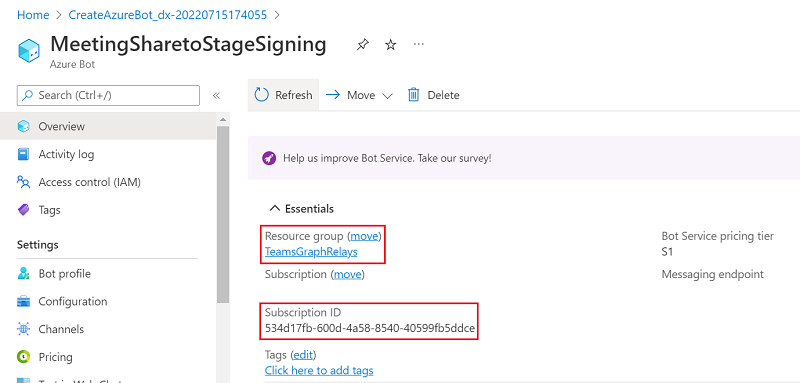 Home > CreateAzureBot_dx-20220715174055 >
MeetingSharetoStageSigning
Azure Bot
Search (Ctrl+/)
Overview
Activity log
Access control (IAM)
Tags
Settings
Bot profile
Configuration
Channels
Pricing
Refresh
Move
Delete
Help us improve Bot Service. Take our survey!
Essentials
Resource group (move)
TeamsGraphRelays
Subscription (move)
Subscription ID
534d17fb-600d-4a58-8540-40599fb5ddce
Tags (edit)
Click here to add tags
Bot Service pricing tier
S1
Messaging endpoint